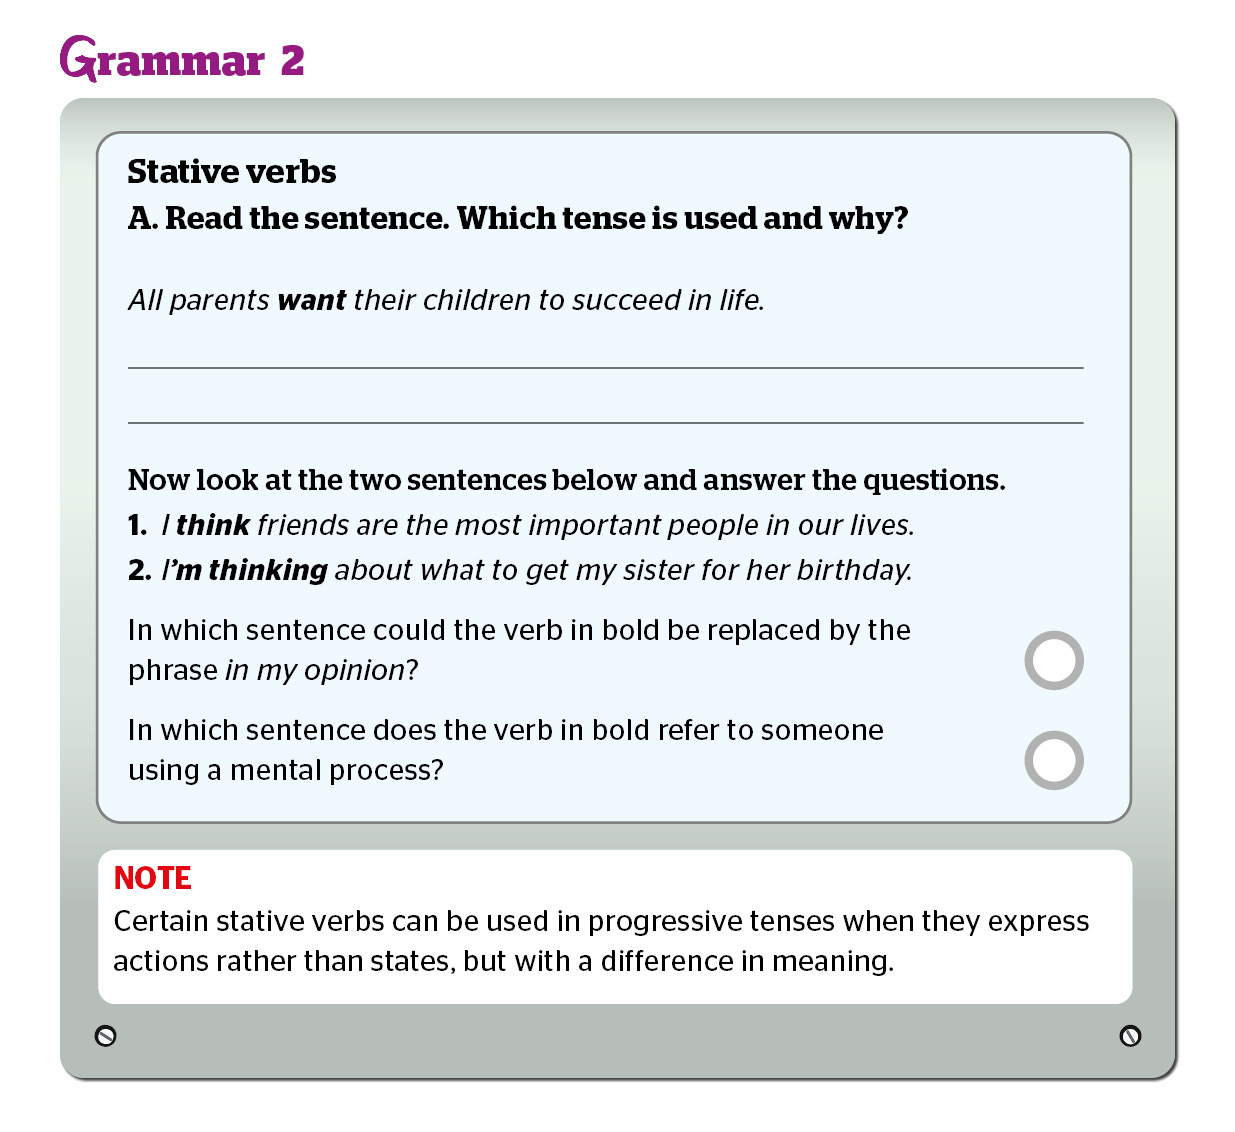 Grammar 2
Stative verbs
A. Read the sentence. Which tense is used and why?
All parents want their children to succeed in life.
Now look at the two sentences below and answer the questions.
1. I think friends are the most important people in our lives.
2. I’m thinking about what to get my sister for her birthday.
In which sentence could the verb in bold be replaced by the
phrase in my opinion?
In which sentence does the verb in bold refer to someone
using a mental process?
NOTE
Certain stative verbs can be used in progressive tenses when they express
actions rather than states, but with a difference in meaning.